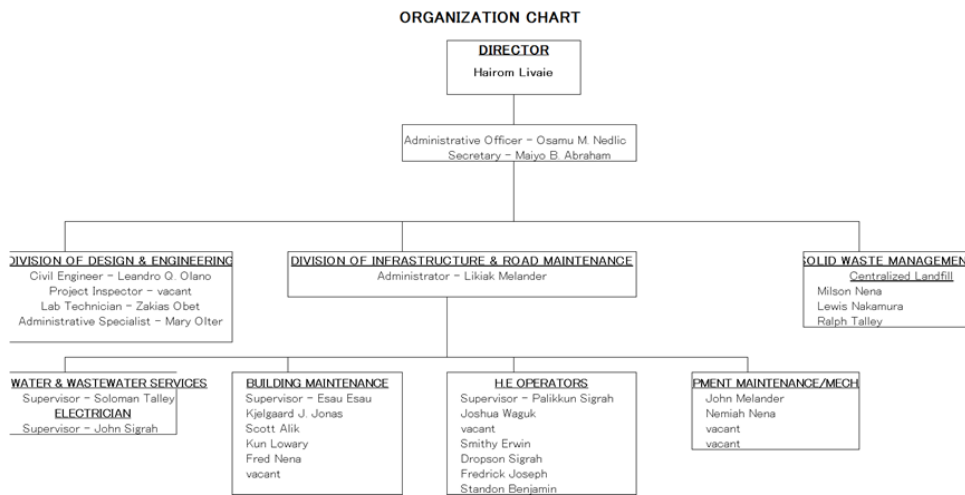 ORGANIZATION CHART
DIRECTOR
Hairom Livaie
Administrative Officer - Osamu M. Nedlic
Secretary - Maiyo B. Abraham
DIVISION OF DESIGN & ENGINEERING
Civil Engineer - Leandro Q. Olano
Project Inspector - vacant
Lab Technician - Zakias Obet
Administrative Specialist - Mary Olter
DIVISION OF INFRASTRUCTURE & ROAD MAINTENANCE
Administrator - Likiak Melander
SOLID WASTE MANAGEMEN
Centralized Landfill
Milson Nena
Lewis Nakamura
Ralph Talley
WATER & WASTEWATER SERVICES
Supervisor - Soloman Talley
ELECTRICIAN
Supervisor - John Sigrah
BUILDING MAINTENANCE
Supervisor - Esau Esau
Kjelgaard J. Jonas
Scott Alik
Kun Lowary
Fred Nena
vacant
H.E OPERATORS
Supervisor - Palikkun Sigrah
Joshua Waguk
vacant
Smithy Erwin
Dropson Sigrah
Fredrick Joseph
Standon Benjamin
PMENT MAINTENANCE/MECH
John Melander
Nemiah Nena
vacant
vacant